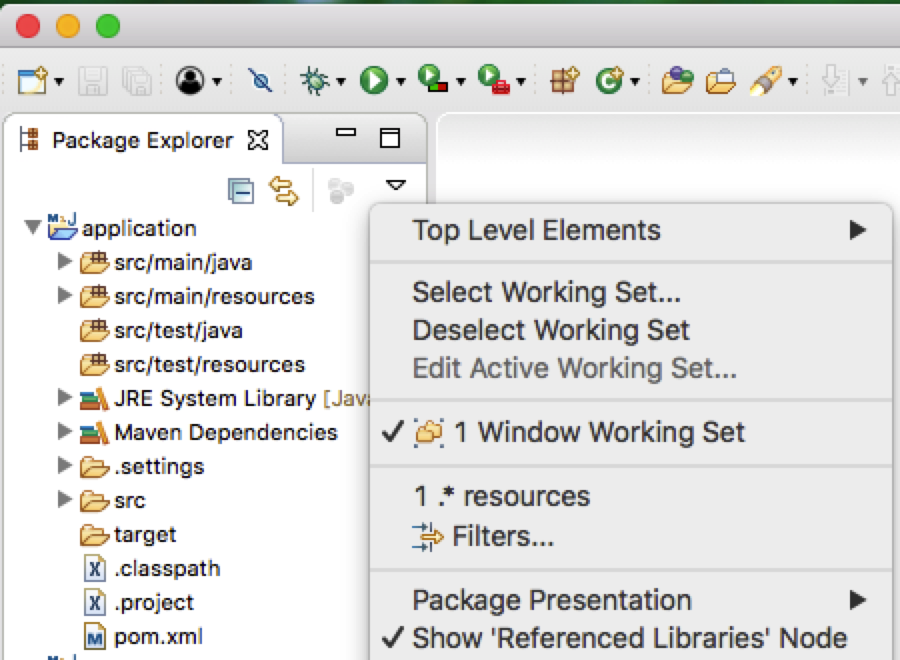 Package Explorer
application
src/main/java
src/main/resources
src/test/java
src/test/resources
JRE System Library [Java
Maven Dependencies
.settings
src
target
.classpath
.project
pom.xml
Top Level Elements
Select Working Set...
Deselect Working Set
Edit Active Working Set...
1 Window Working Set
1 .* resources
Filters...
Package Presentation
Show 'Referenced Libraries' Node